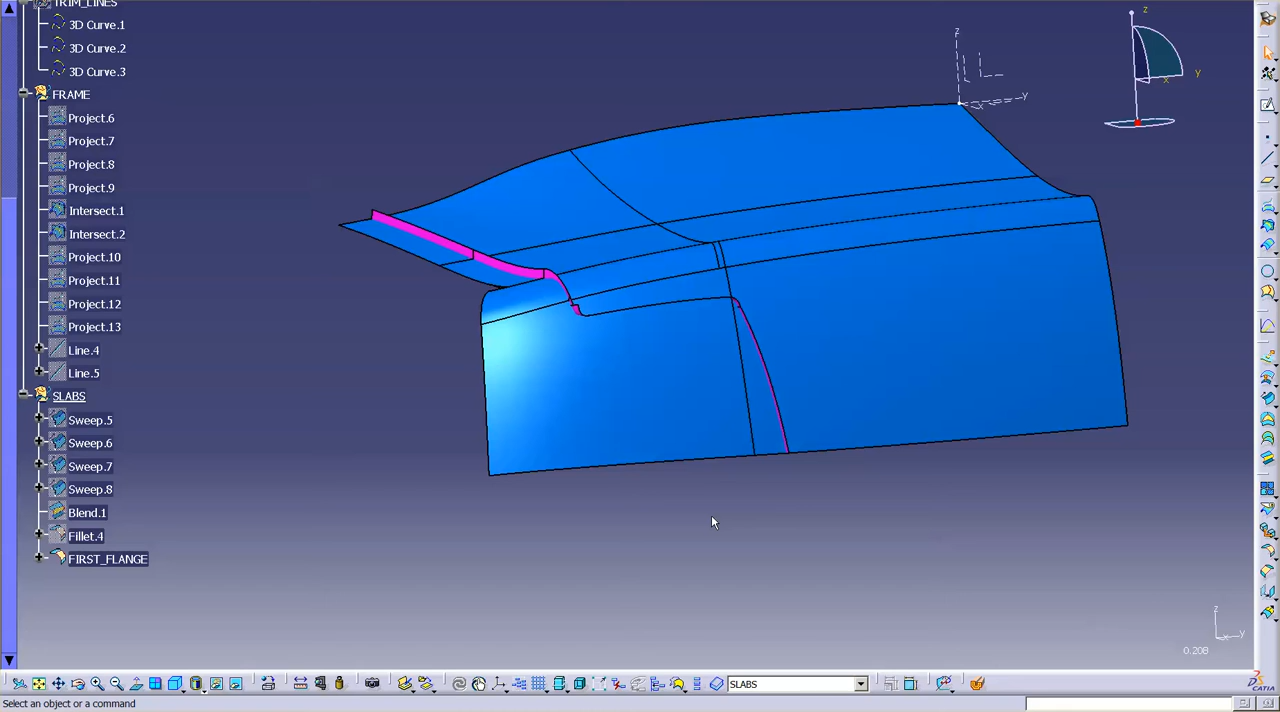 TRIM_LINES
3D Curve.1
3D Curve.2
3D Curve.3
FRAME
Project.6
Project.7
Project.8
Project.9
Intersect.1
Intersect.2
Project.10
Project.11
Project.12
Project.13
Line.4
Line.5
SLABS
Sweep.5
Sweep.6
Sweep.7
Sweep.8
Blend.1
Fillet.4
FIRST_FLANGE
z
y
x
z
y
x
z
y
x
0.208
SLABS
CATIA
Select an object or a command